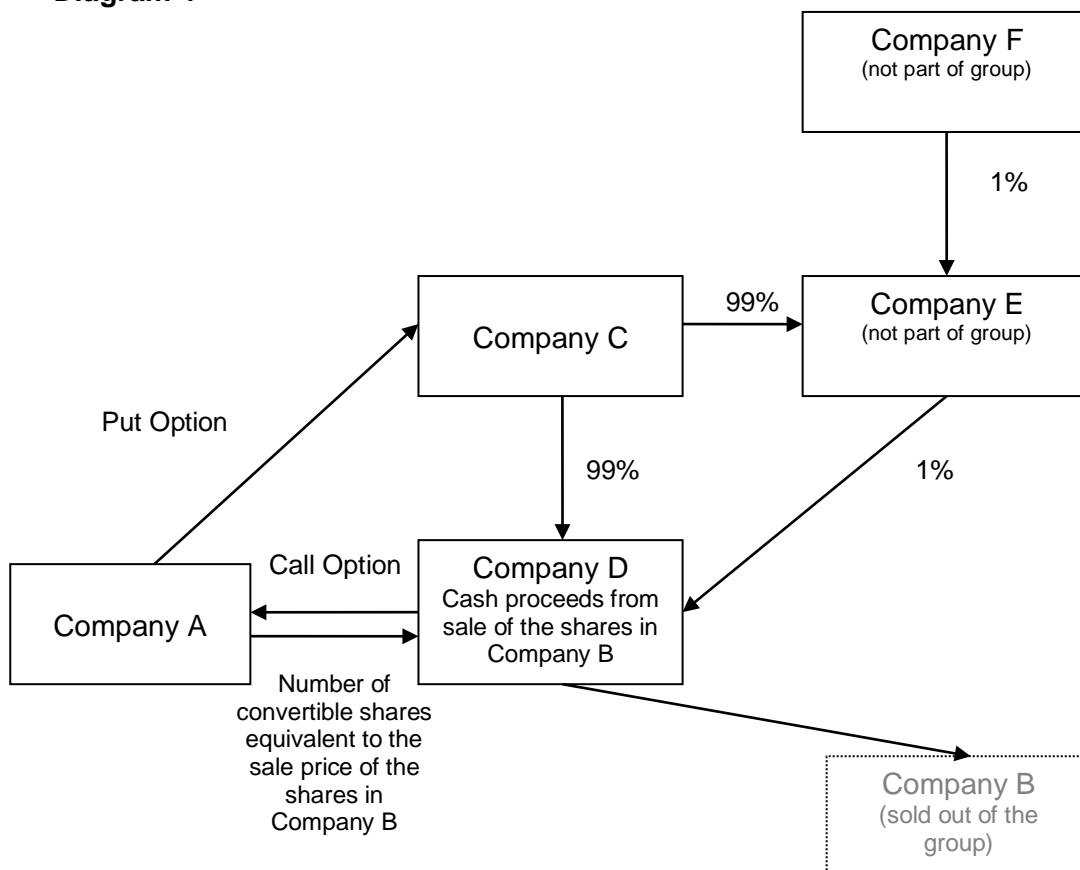 Company F
(not part of group)
1%
Company C
99%
Company E
(not part of group)
Put Option
99%
1%
Call Option
Company A
Company D
Cash proceeds from
sale of the shares in
Company B
Number of
convertible shares
equivalent to the
sale price of the
shares in
Company B
Company B
(sold out of the
group)